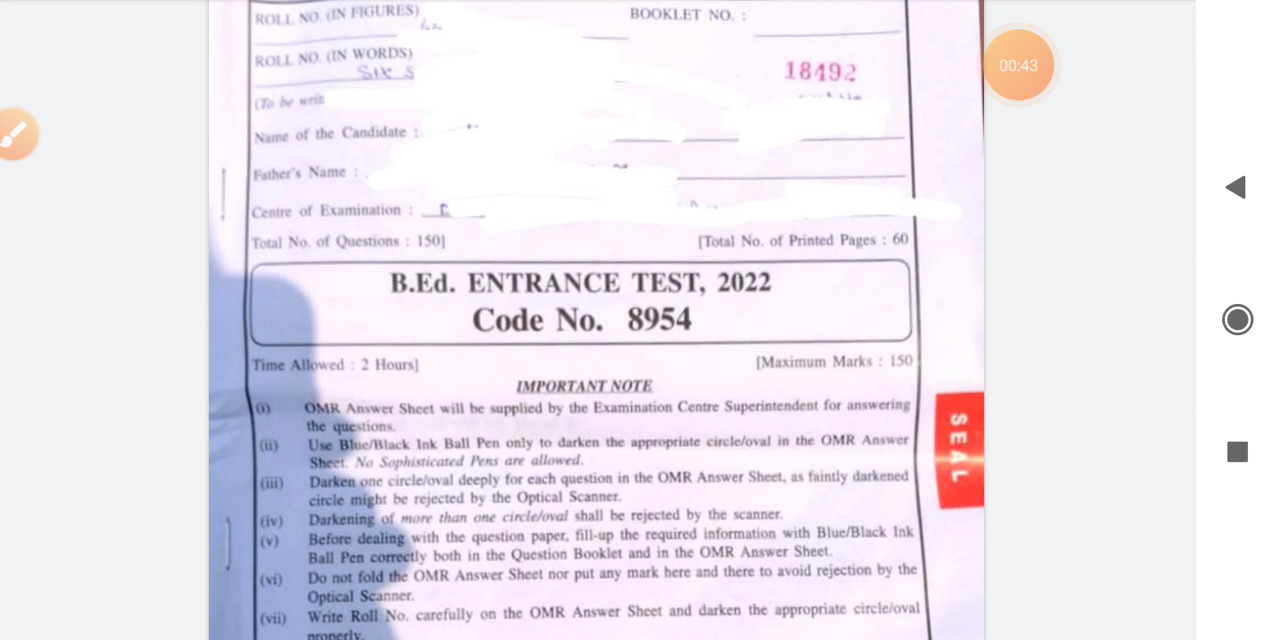 ROLL NO. (IN FIGURES)
BOOKLET NO. :
ROLL NO. (IN WORDS)
SIX S
18492
(To be writ
Name of the Candidate :
Father's Name :
Centre of Examination :
Total No. of Questions : 150]
[Total No. of Printed Pages : 60
B.Ed. ENTRANCE TEST, 2022
Code No. 8954
Time Allowed : 2 Hours]
[Maximum Marks : 150
IMPORTANT NOTE
(i) OMR Answer Sheet will be supplied by the Examination Centre Superintendent for answering
the questions.
(ii) Use Blue/Black Ink Ball Pen only to darken the appropriate circle/oval in the OMR Answer
Sheet. No Sophisticated Pens are allowed.
(iii) Darken one circle/oval deeply for each question in the OMR Answer Sheet, as faintly darkened
circle might be rejected by the Optical Scanner.
(iv) Darkening of more than one circle/oval shall be rejected by the scanner.
(v) Before dealing with the question paper, fill-up the required information with Blue/Black Ink
Ball Pen correctly both in the Question Booklet and in the OMR Answer Sheet.
(vi) Do not fold the OMR Answer Sheet nor put any mark here and there to avoid rejection by the
Optical Scanner.
(vii) Write Roll No. carefully on the OMR Answer Sheet and darken the appropriate circle/oval
properly.
SEAL
00:43